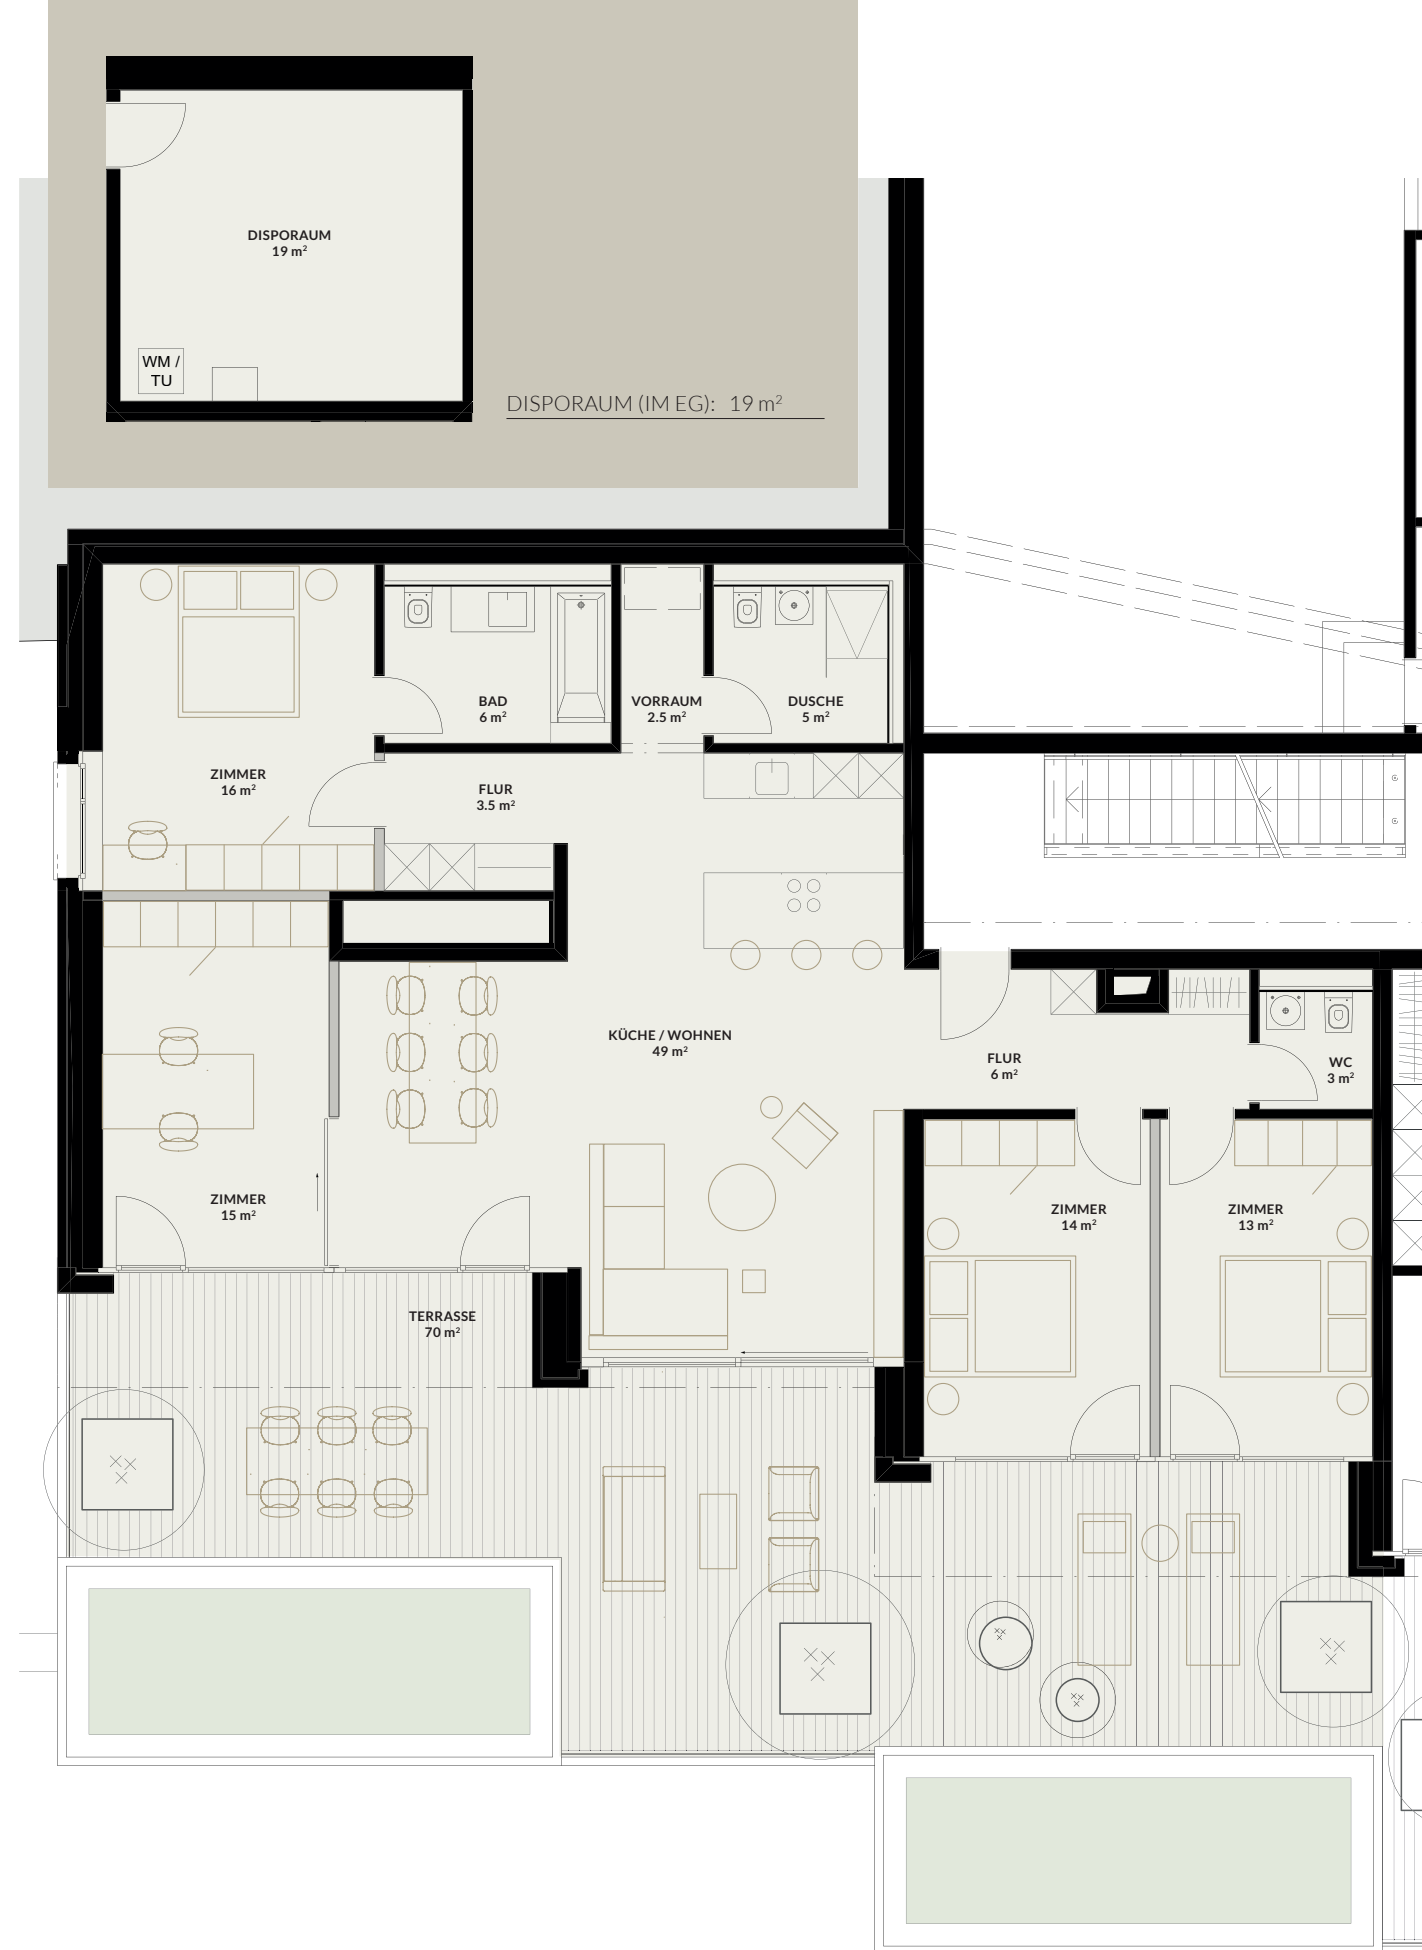 DISPORAUM
19 m²
WM /
TU
DISPORAUM (IM EG): 19 m²
BAD
6 m²
VORRAUM
2.5 m²
DUSCHE
5 m²
ZIMMER
16 m²
FLUR
3.5 m²
KÜCHE / WOHNEN
49 m²
FLUR
6 m²
WC
3 m²
ZIMMER
15 m²
ZIMMER
14 m²
ZIMMER
13 m²
TERRASSE
70 m²